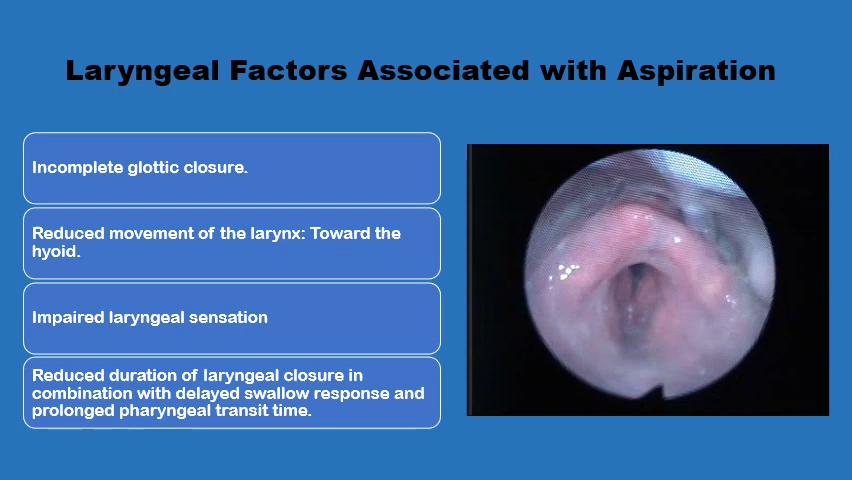 Laryngeal Factors Associated with Aspiration
Incomplete glottic closure.
Reduced movement of the larynx: Toward the
hyoid.
Impaired laryngeal sensation
Reduced duration of laryngeal closure in
combination with delayed swallow response and
prolonged pharyngeal transit time.